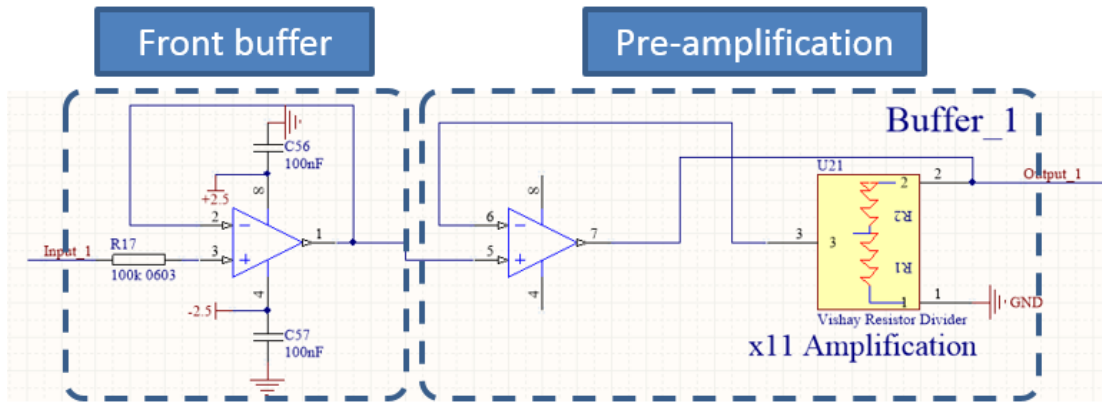 Front buffer
Pre-amplification
Buffer_1
C56
100nF
U21
8
+2.5
8
2
2
Output_1
2
1
6
7
R2
Input_1
R17
3
5
3
3
100k 0603
R1
4
4
-2.5
1
1
GND
C57
100nF
Vishay Resistor Divider
x11 Amplification